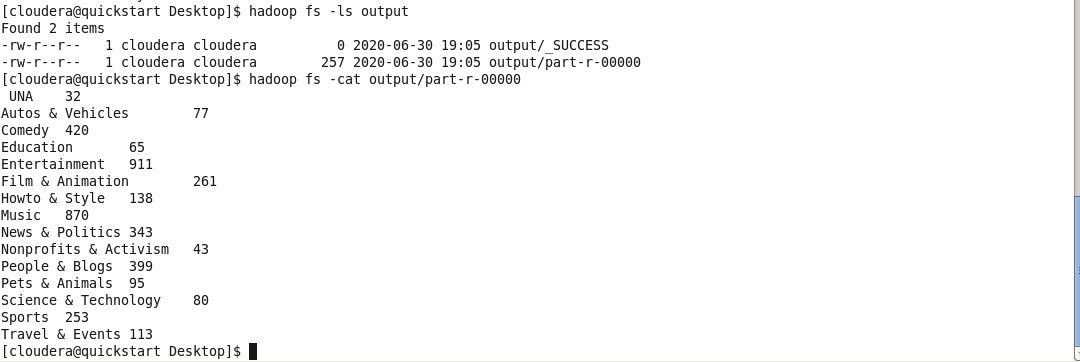 [cloudera@quickstart Desktop]$ hadoop fs -ls output
Found 2 items
-rw-r--r--   1 cloudera cloudera          0 2020-06-30 19:05 output/_SUCCESS
-rw-r--r--   1 cloudera cloudera        257 2020-06-30 19:05 output/part-r-00000
[cloudera@quickstart Desktop]$ hadoop fs -cat output/part-r-00000
 UNA	32
Autos & Vehicles	77
Comedy	420
Education	65
Entertainment	911
Film & Animation	261
Howto & Style	138
Music	870
News & Politics	343
Nonprofits & Activism	43
People & Blogs	399
Pets & Animals	95
Science & Technology	80
Sports	253
Travel & Events	113
[cloudera@quickstart Desktop]$